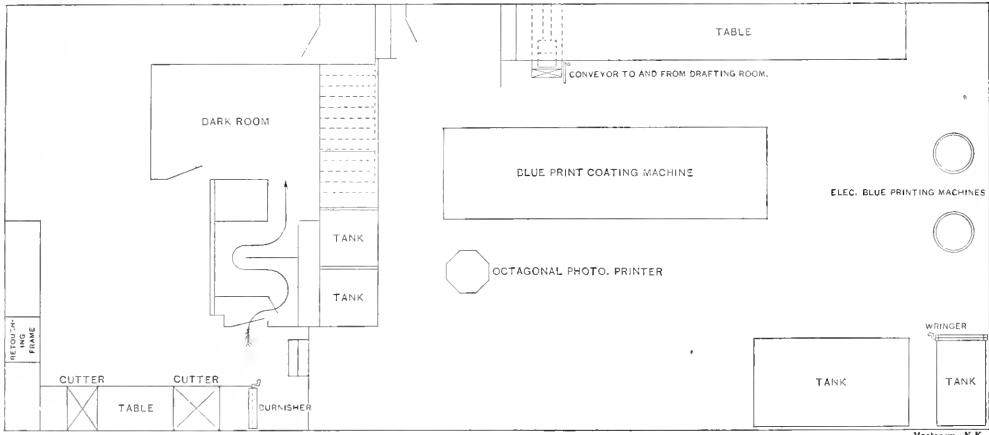 TABLE
CONVEYOR TO AND FROM DRAFTING ROOM.
DARK ROOM
BLUE PRINT COATING MACHINE
ELEC. BLUE PRINTING MACHINES
TANK
OCTAGONAL PHOTO. PRINTER
TANK
RETOUCH-
ING
FRAME
WRINGER
CUTTER
CUTTER
TABLE
BURNISHER
TANK
TANK
N.K.